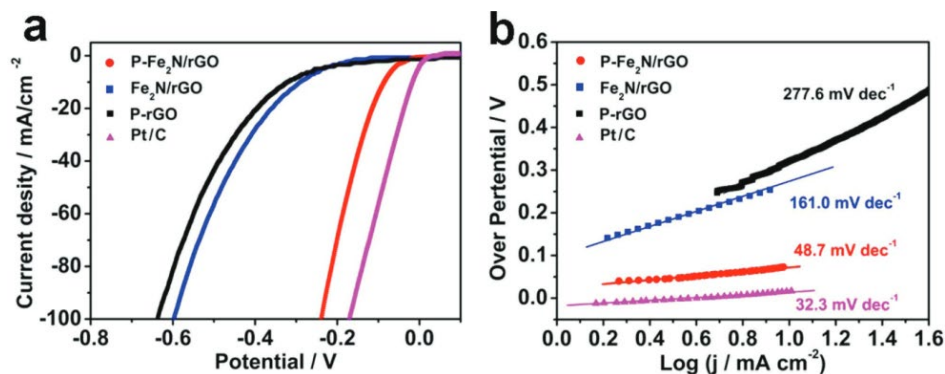 a
P-Fe₂N/rGO
Fe₂N/rGO
P-rGO
Pt/C
Current desity / mA/cm⁻²
0
-20
-40
-60
-80
-100
-0.8
-0.6
-0.4
-0.2
0.0
Potential / V
b
P-Fe₂N/rGO
Fe₂N/rGO
P-rGO
Pt/C
277.6 mV dec⁻¹
161.0 mV dec⁻¹
48.7 mV dec⁻¹
32.3 mV dec⁻¹
Over Pertential / V
0.6
0.5
0.4
0.3
0.2
0.1
0.0
0.0
0.2
0.4
0.6
0.8
1.0
1.2
1.4
1.6
Log (j / mA cm⁻²)